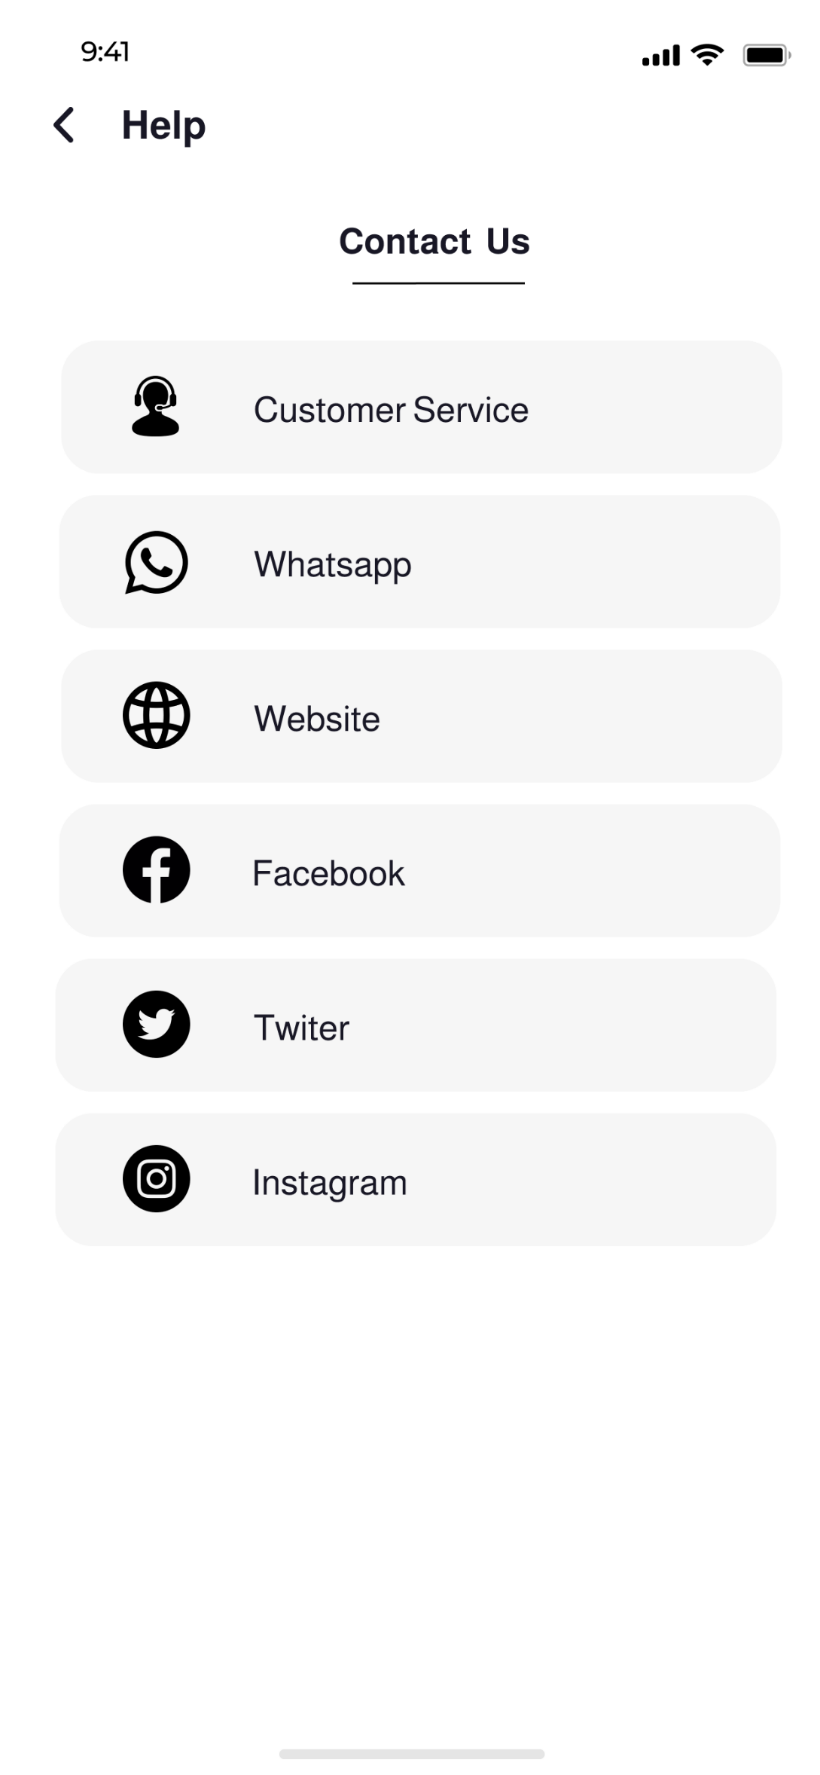 9:41
Help
Contact Us
Customer Service
Whatsapp
Website
Facebook
Twiter
Instagram